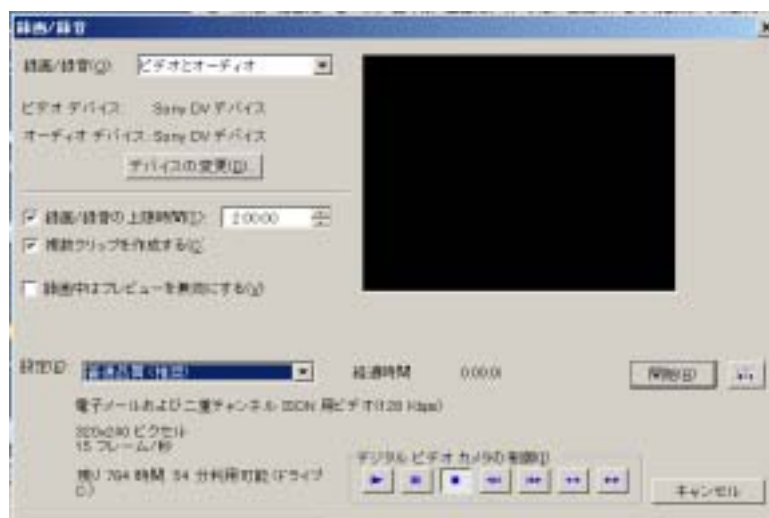 録画/録音
録画/録音(O): ビデオとオーディオ
ビデオ デバイス: Sony DV デバイス
オーディオ デバイス: Sony DV デバイス
デバイスの変更(D)...
録画/録音の上限時間(T): 2:00:00
複数クリップを作成する(C)
録画中はプレビューを無効にする(V)
設定(E) 普通品質(推奨)
経過時間 0:00:00
開始(R)
電子メールおよび二重チャンネル ISDN 用ビデオ(128 Kbps)
320x240 ピクセル
15 フレーム/秒
残り 764 時間 54 分利用可能 (ドライブ
デジタル ビデオ カメラの制御(I)
キャンセル